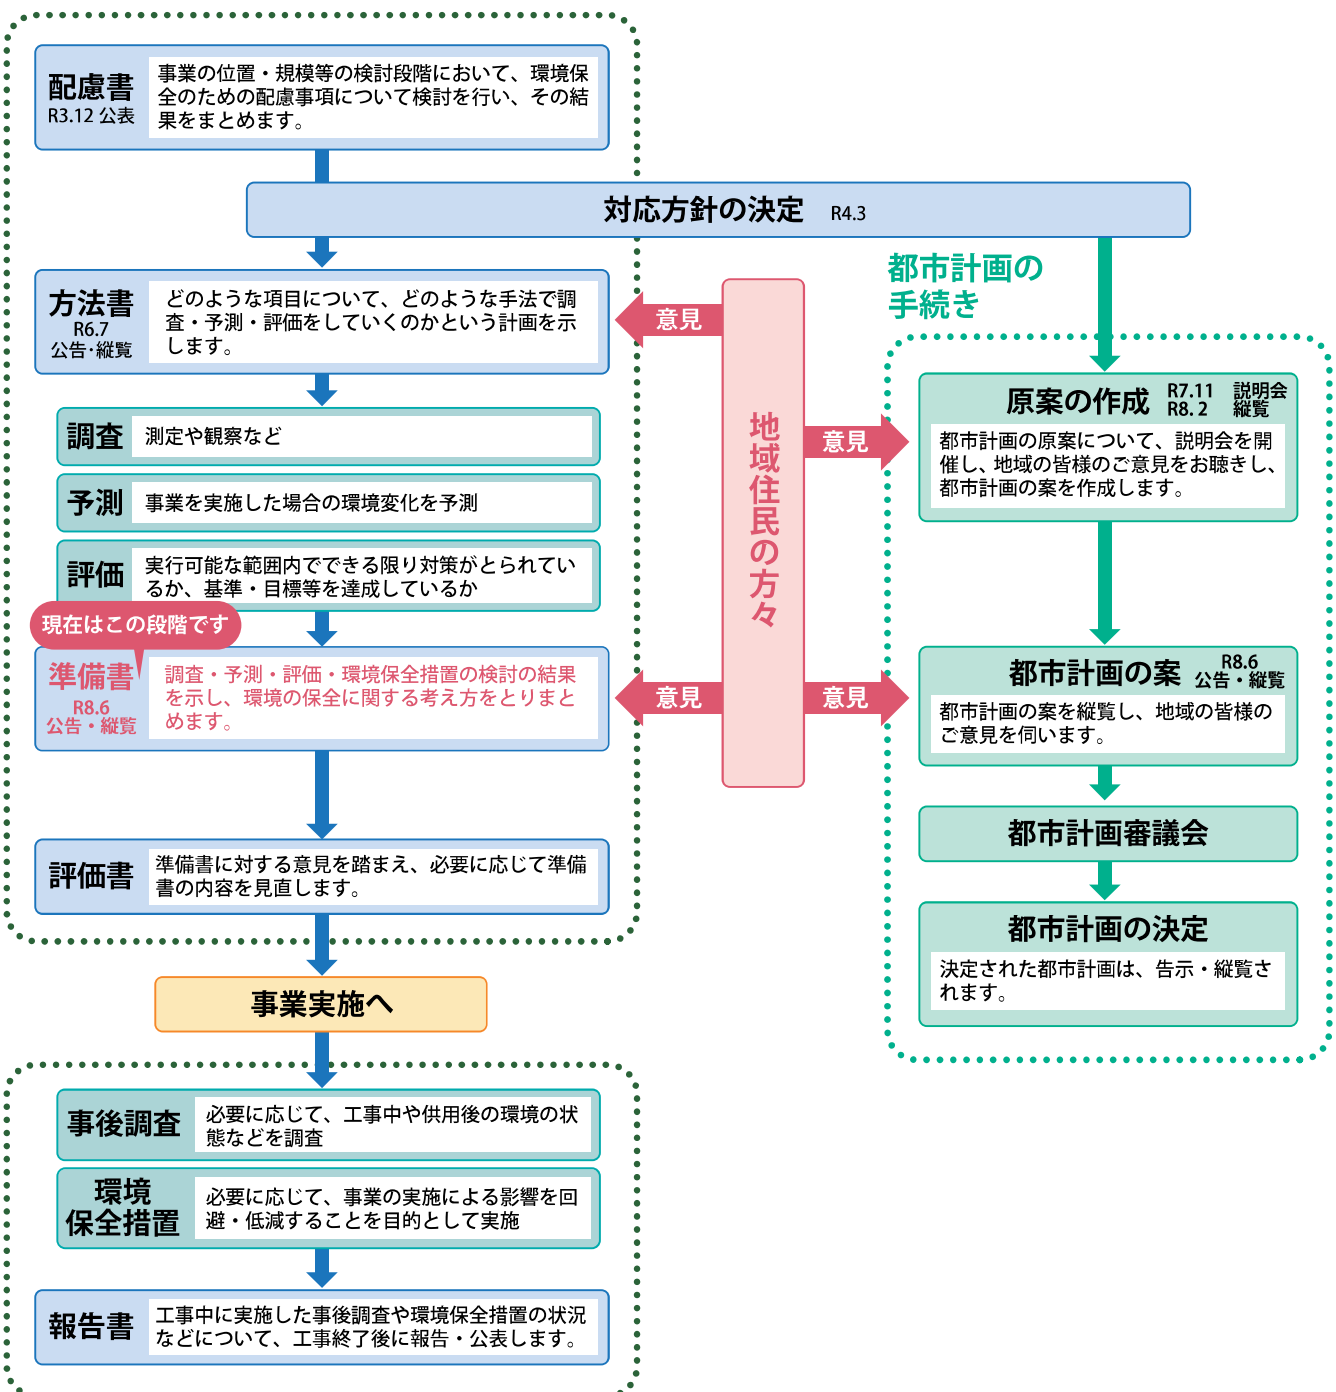 配慮書
R3.12 公表
事業の位置・規模等の検討段階において、環境保
全のための配慮事項について検討を行い、その結
果をまとめます。
対応方針の決定 R4.3
方法書
R6.7
公告・縦覧
どのような項目について、どのような手法で調
査・予測・評価をしていくのかという計画を示
します。
調査
測定や観察など
予測
事業を実施した場合の環境変化を予測
評価
実行可能な範囲内でできる限り対策がとられてい
るか、基準・目標等を達成しているか
現在はこの段階です
準備書
R8.6
公告・縦覧
調査・予測・評価・環境保全措置の検討の結果
を示し、環境の保全に関する考え方をとりまと
めます。
評価書
準備書に対する意見を踏まえ、必要に応じて準備
書の内容を見直します。
事業実施へ
事後調査
必要に応じて、工事中や供用後の環境の状
態などを調査
環境
保全措置
必要に応じて、事業の実施による影響を回
避・低減することを目的として実施
報告書
工事中に実施した事後調査や環境保全措置の状況
などについて、工事終了後に報告・公表します。
意見
意見
地域住民の方々
意見
意見
都市計画の
手続き
原案の作成
R7.11 説明会
R8. 2 縦覧
都市計画の原案について、説明会を開
催し、地域の皆様のご意見をお聴きし、
都市計画の案を作成します。
都市計画の案
R8.6
公告・縦覧
都市計画の案を縦覧し、地域の皆様の
ご意見を伺います。
都市計画審議会
都市計画の決定
決定された都市計画は、告示・縦覧さ
れます。